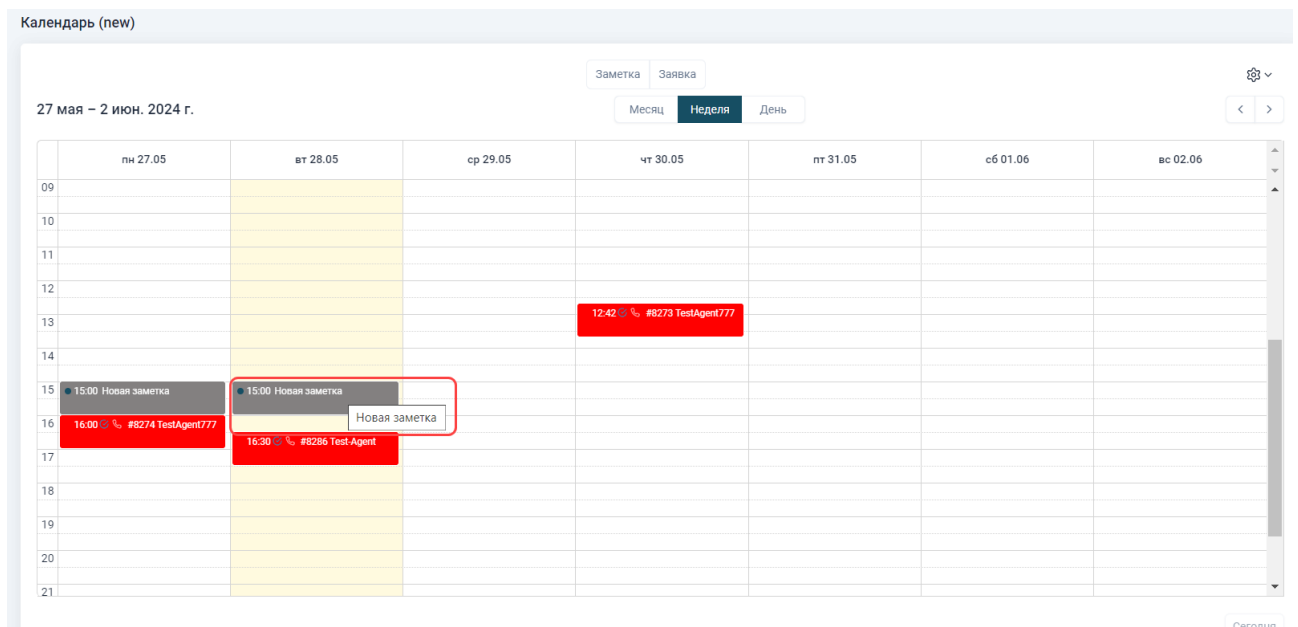 Календарь (new)
Заметка Заявка
27 мая – 2 июн. 2024 г.
Месяц Неделя День
пн 27.05 вт 28.05 ср 29.05 чт 30.05 пт 31.05 сб 01.06 вс 02.06
09
10
11
12
12:42 #8273 TestAgent777
13
14
15 15:00 Новая заметка 15:00 Новая заметка
Новая заметка
16 16:00 #8274 TestAgent777
16:30 #8286 Test-Agent
17
18
19
20
21
Сегодня